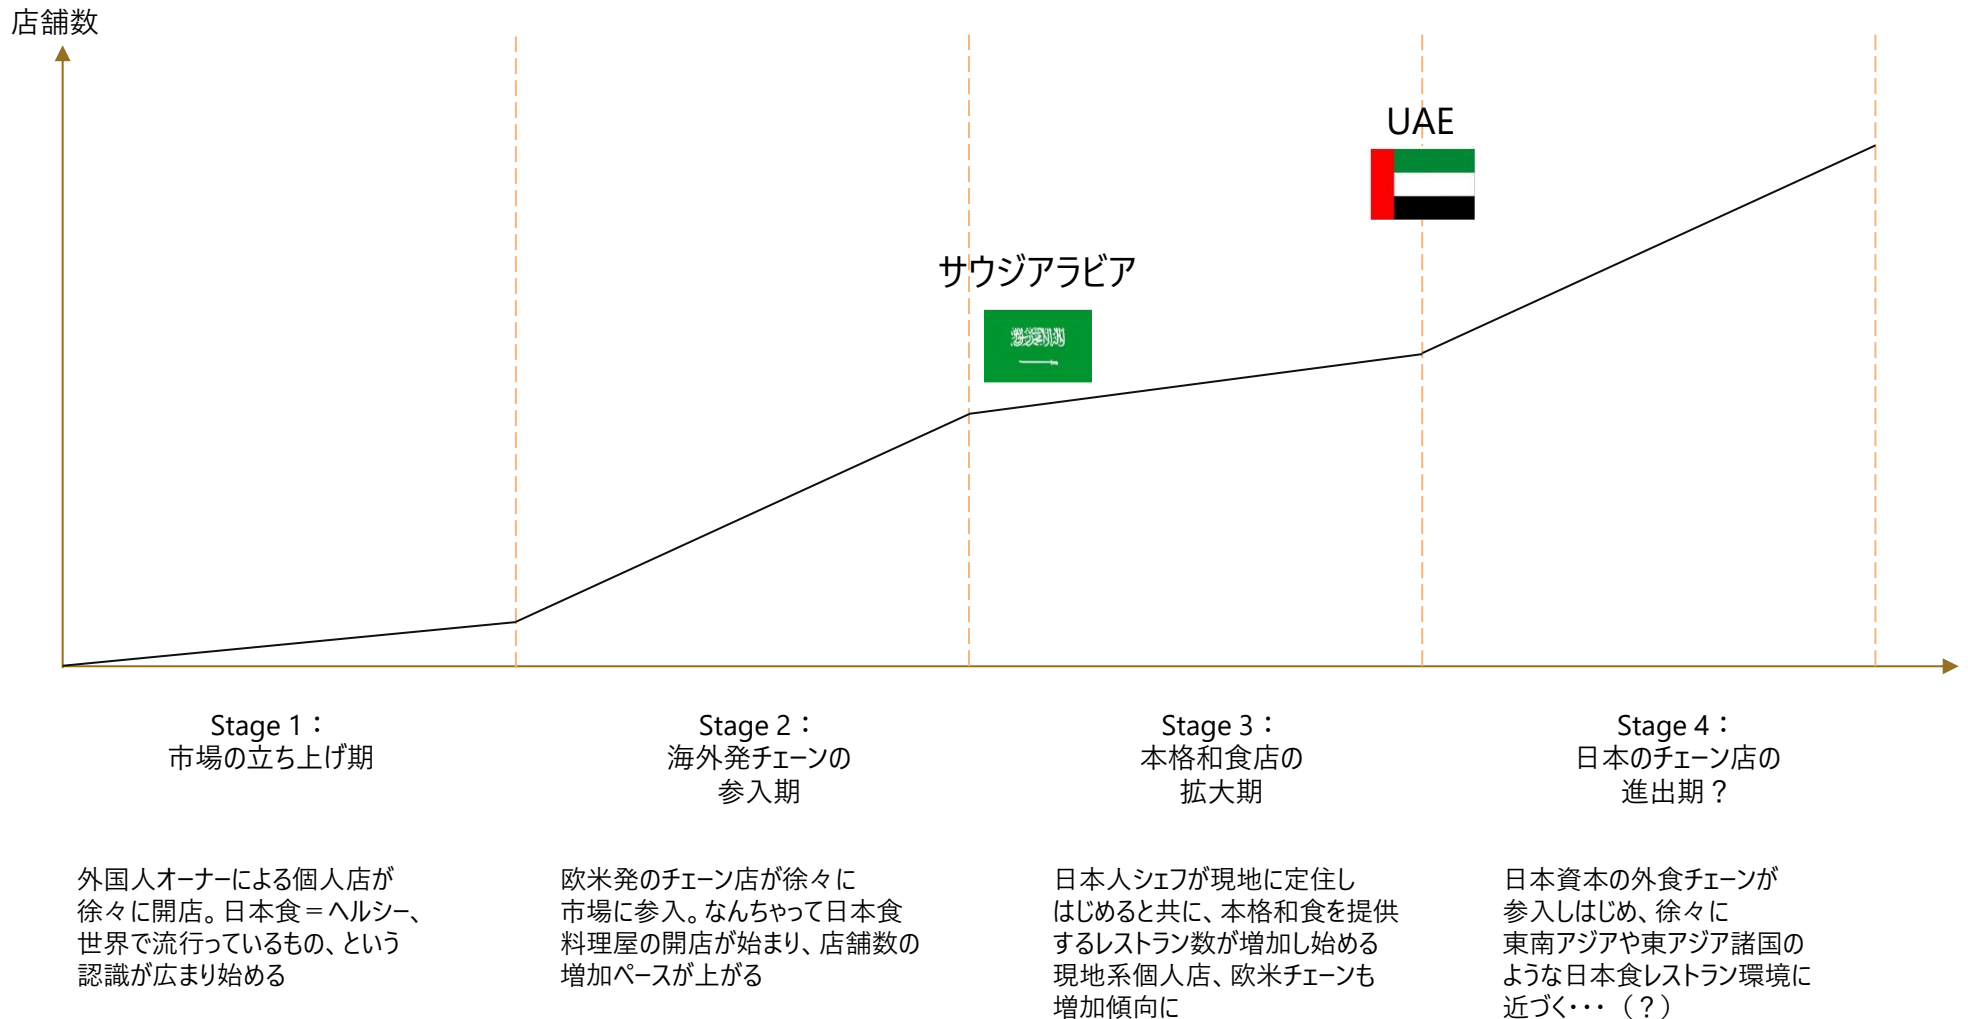 店舗数
UAE
サウジアラビア
Stage 1：
市場の立ち上げ期
Stage 2：
海外発チェーンの
参入期
Stage 3：
本格和食店の
拡大期
Stage 4：
日本のチェーン店の
進出期？
外国人オーナーによる個人店が
徐々に開店。日本食＝ヘルシー、
世界で流行っているもの、という
認識が広まり始める
欧米発のチェーン店が徐々に
市場に参入。なんちゃって日本食
料理屋の開店が始まり、店舗数の
増加ペースが上がる
日本人シェフが現地に定住し
はじめると共に、本格和食を提供
するレストラン数が増加し始める
現地系個人店、欧米チェーンも
増加傾向に
日本資本の外食チェーンが
参入しはじめ、徐々に
東南アジアや東アジア諸国の
ような日本食レストラン環境に
近づく・・・（？）